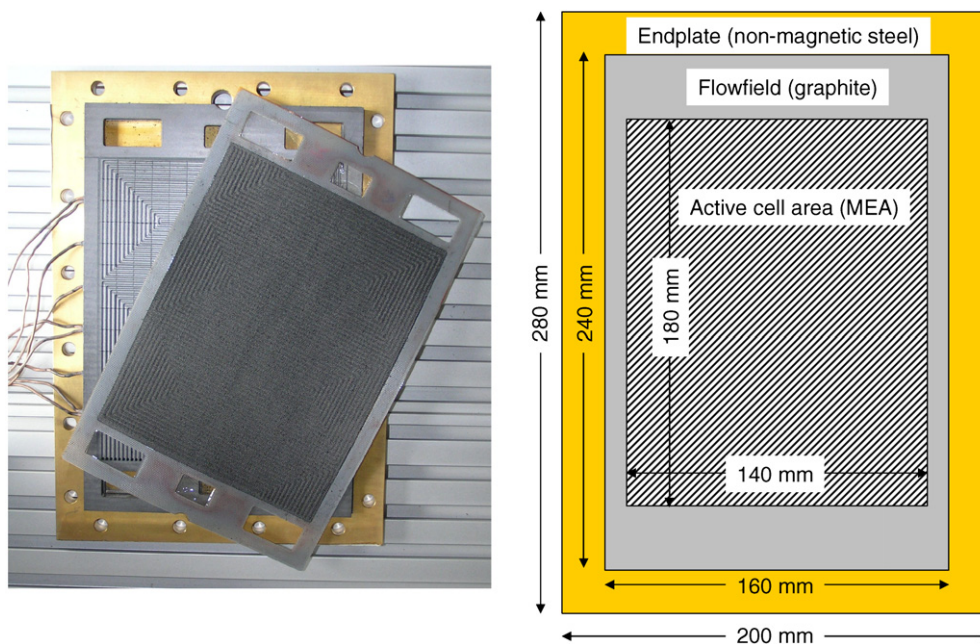 Endplate (non-magnetic steel)
Flowfield (graphite)
Active cell area (MEA)
280 mm
240 mm
180 mm
140 mm
160 mm
200 mm